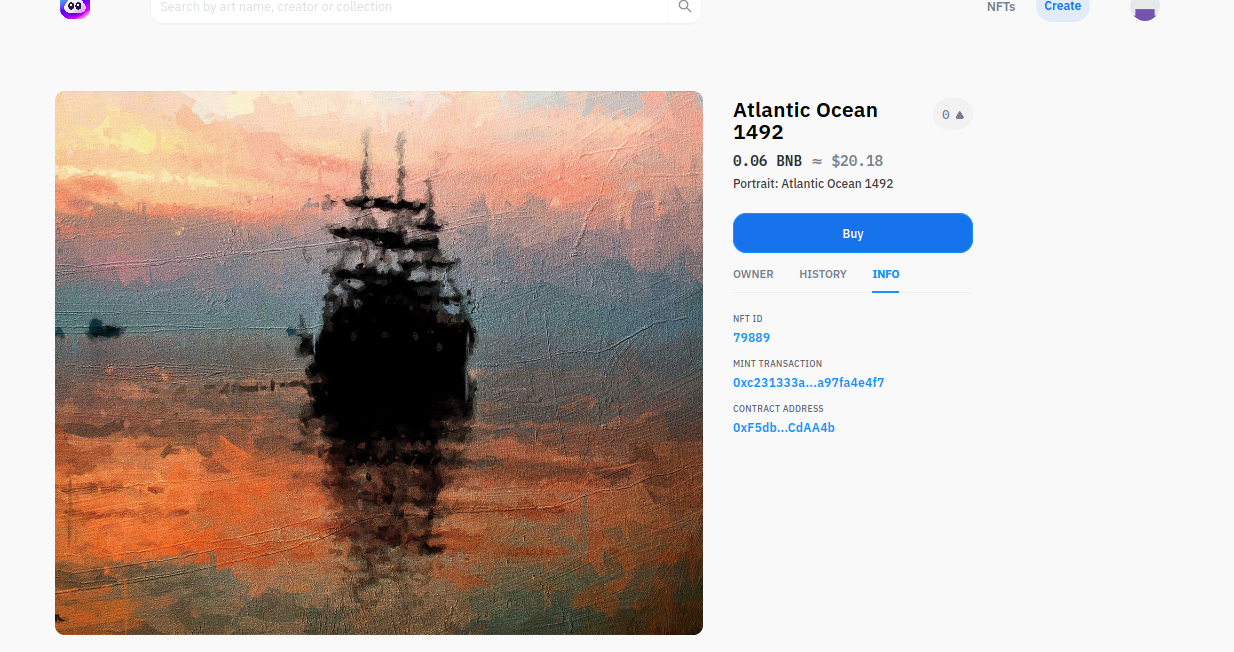 Search by art name, creator or collection
NFTs
Create
Atlantic Ocean
1492
0 ▲
0.06 BNB ≈ $20.18
Portrait: Atlantic Ocean 1492
Buy
OWNER HISTORY INFO
NFT ID
79889
MINT TRANSACTION
0xc231333a...a97fa4e4f7
CONTRACT ADDRESS
0xF5db...CdAA4b